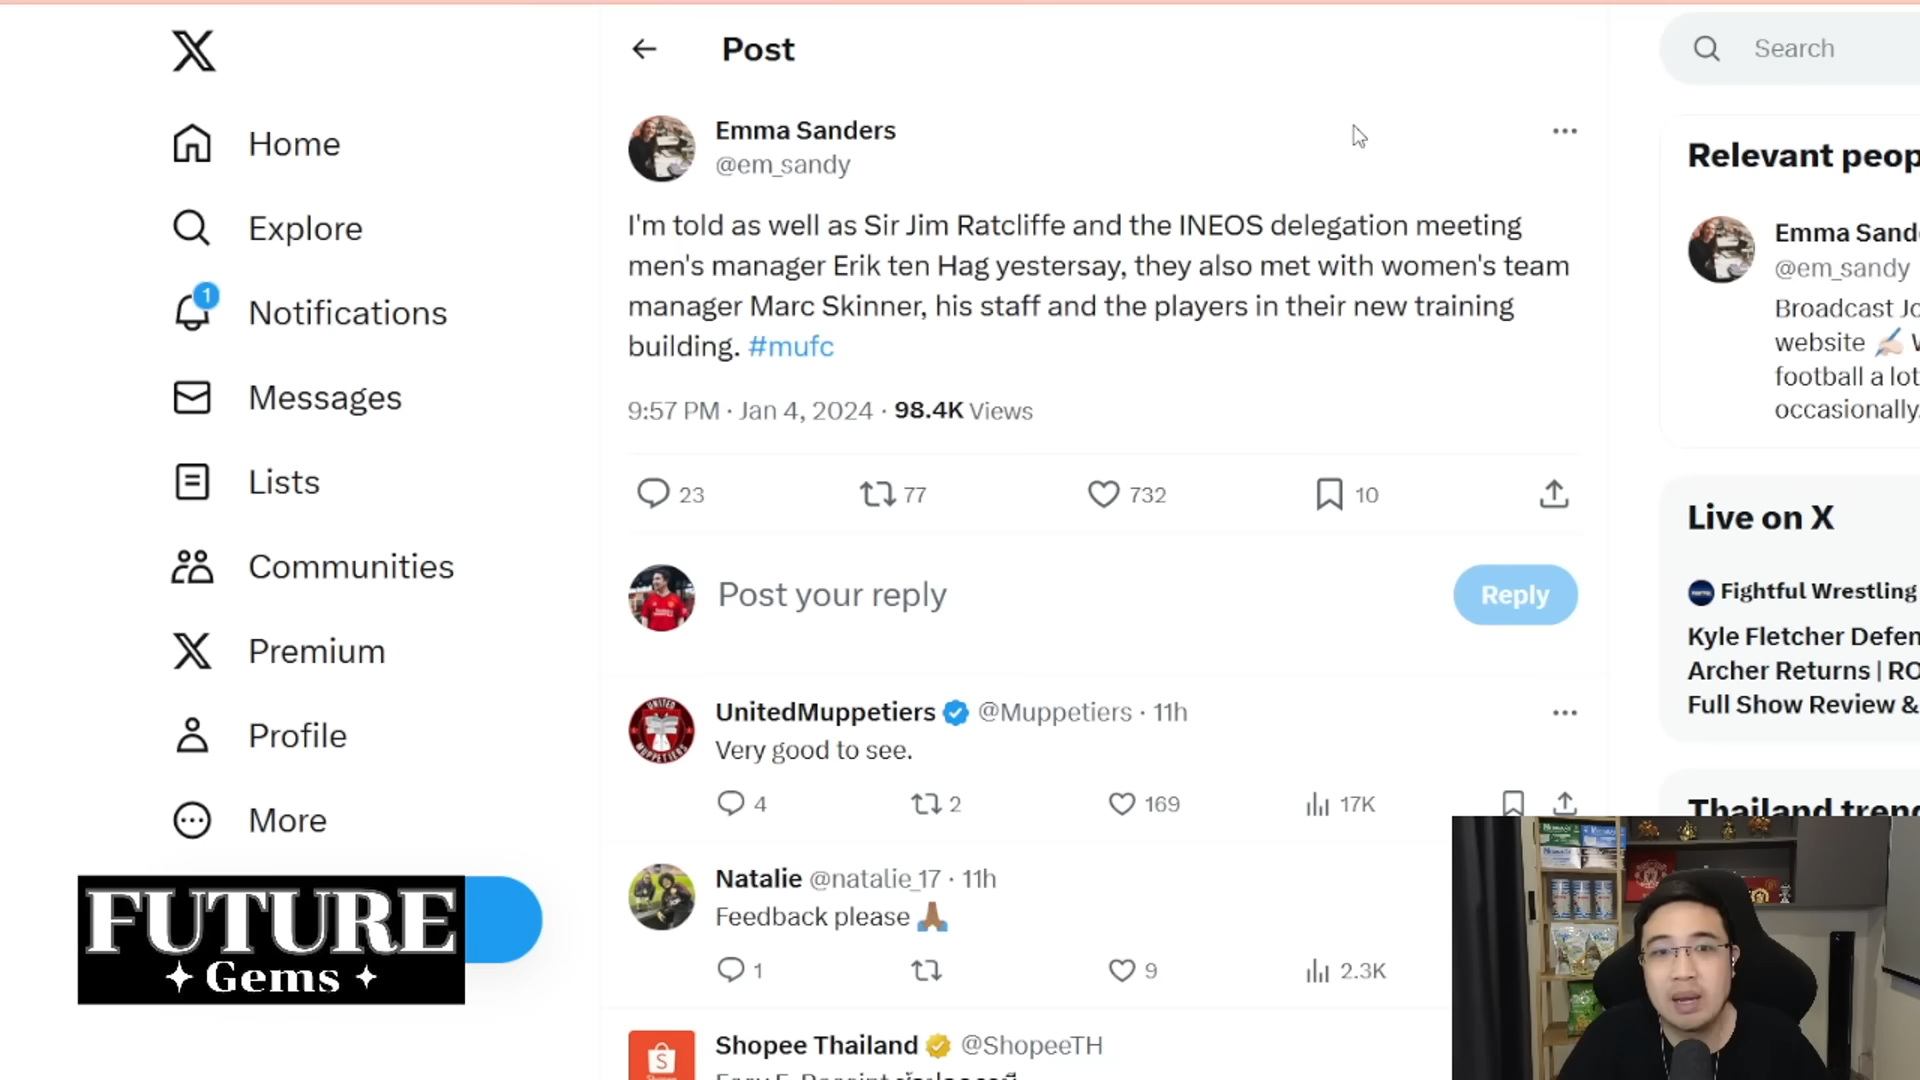 Home
Explore
1
Notifications
Messages
Lists
Communities
Premium
Profile
More
FUTURE
Gems
Post
Emma Sanders
@em_sandy
I'm told as well as Sir Jim Ratcliffe and the INEOS delegation meeting
men's manager Erik ten Hag yestersay, they also met with women's team
manager Marc Skinner, his staff and the players in their new training
building. #mufc
9:57 PM · Jan 4, 2024 · 98.4K Views
23 77 732 10
Post your reply
Reply
UnitedMuppetiers @Muppetiers · 11h
Very good to see.
4 2 169 17K
Natalie @natalie_17 · 11h
Feedback please
1 9 2.3K
Shopee Thailand @ShopeeTH
Search
Relevant peop
Emma Sand
@em_sandy
Broadcast Jo
website
football a lot
occasionally.
Live on X
Fightful Wrestling
Kyle Fletcher Defen
Archer Returns | RO
Full Show Review &
Thailand tren